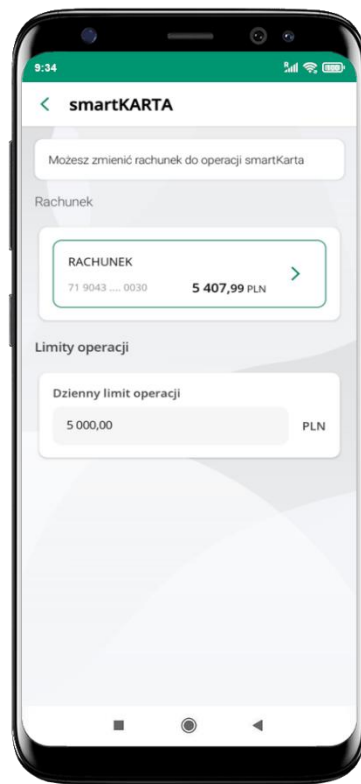 9:34
smartKARTA
Możesz zmienić rachunek do operacji smartKarta
Rachunek
RACHUNEK
71 9043 .... 0030 5 407,99 PLN
Limity operacji
Dzienny limit operacji
5 000,00 PLN